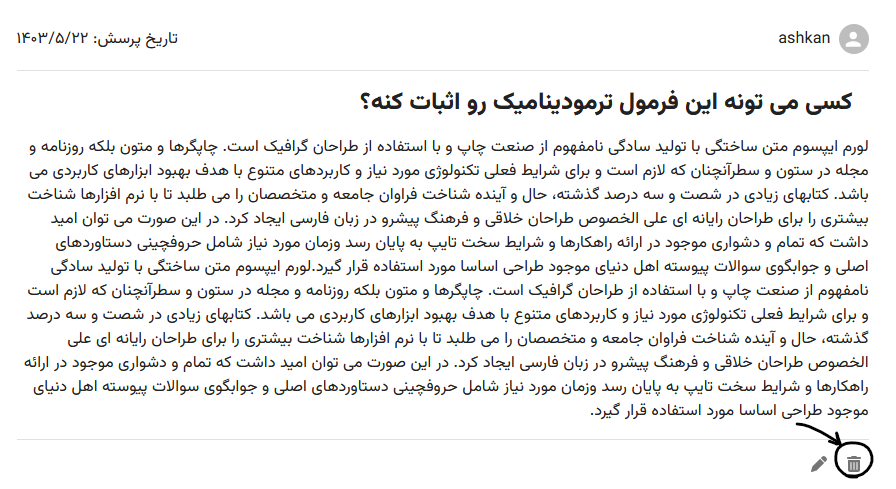 ashkan
تاریخ پرسش: ۱۴۰۳/۵/۲۲
کسی می تونه این فرمول ترمودینامیک رو اثبات کنه؟
لورم ایپسوم متن ساختگی با تولید سادگی نامفهوم از صنعت چاپ و با استفاده از طراحان گرافیک است. چاپگرها و متون بلکه روزنامه و
مجله در ستون و سطرآنچنان که لازم است و برای شرایط فعلی تکنولوژی مورد نیاز و کاربردهای متنوع با هدف بهبود ابزارهای کاربردی می
باشد. کتابهای زیادی در شصت و سه درصد گذشته، حال و آینده شناخت فراوان جامعه و متخصصان را می طلبد تا با نرم افزارها شناخت
بیشتری را برای طراحان رایانه ای علی الخصوص طراحان خلاقی و فرهنگ پیشرو در زبان فارسی ایجاد کرد. در این صورت می توان امید
داشت که تمام و دشواری موجود در ارائه راهکارها و شرایط سخت تایپ به پایان رسد وزمان مورد نیاز شامل حروفچینی دستاوردهای
اصلی و جوابگوی سوالات پیوسته اهل دنیای موجود طراحی اساسا مورد استفاده قرار گیرد.لورم ایپسوم متن ساختگی با تولید سادگی
نامفهوم از صنعت چاپ و با استفاده از طراحان گرافیک است. چاپگرها و متون بلکه روزنامه و مجله در ستون و سطرآنچنان که لازم است
و برای شرایط فعلی تکنولوژی مورد نیاز و کاربردهای متنوع با هدف بهبود ابزارهای کاربردی می باشد. کتابهای زیادی در شصت و سه درصد
گذشته، حال و آینده شناخت فراوان جامعه و متخصصان را می طلبد تا با نرم افزارها شناخت بیشتری را برای طراحان رایانه ای علی
الخصوص طراحان خلاقی و فرهنگ پیشرو در زبان فارسی ایجاد کرد. در این صورت می توان امید داشت که تمام و دشواری موجود در ارائه
راهکارها و شرایط سخت تایپ به پایان رسد وزمان مورد نیاز شامل حروفچینی دستاوردهای اصلی و جوابگوی سوالات پیوسته اهل دنیای
موجود طراحی اساسا مورد استفاده قرار گیرد.